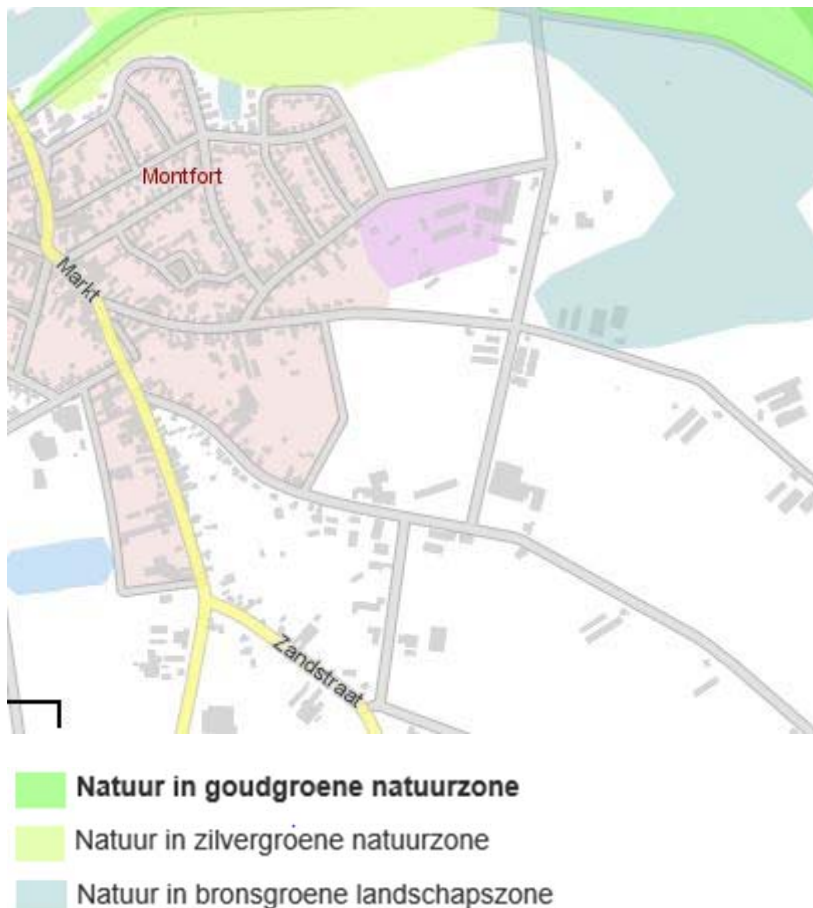 Montfort
Markt
Zandstraat
Natuur in goudgroene natuurzone
Natuur in zilvergroene natuurzone
Natuur in bronsgroene landschapszone